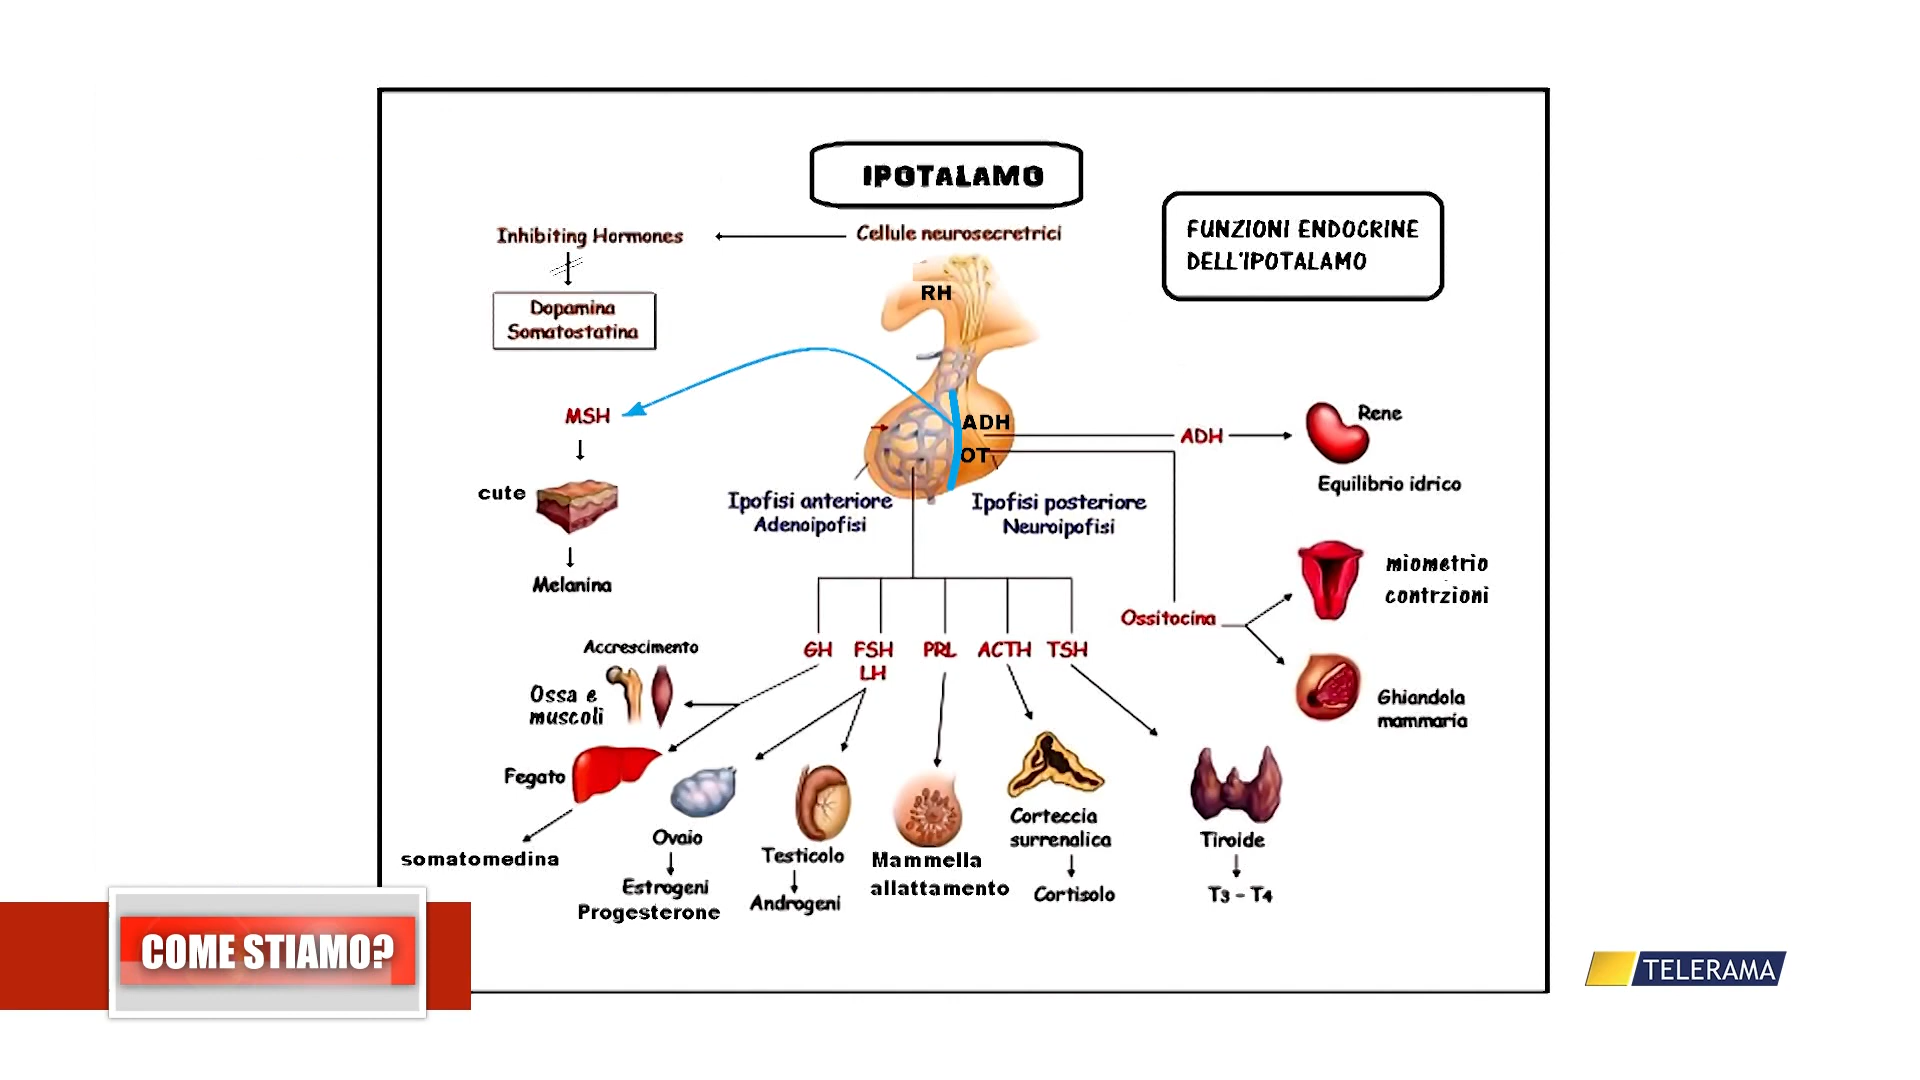 IPOTALAMO
FUNZIONI ENDOCRINE
DELL'IPOTALAMO
Inhibiting Hormones
Cellule neurosecretrici
Dopamina
Somatostatina
RH
MSH
cute
Melanina
ADH
OT
Ipofisi anteriore
Adenoipofisi
Ipofisi posteriore
Neuroipofisi
ADH
Rene
Equilibrio idrico
miometrio
contrzioni
Ossitocina
Ghiandola
mammaria
GH
FSH
LH
PRL
ACTH
TSH
Accrescimento
Ossa e
muscoli
Fegato
somatomedina
Ovaio
Estrogeni
Progesterone
Testicolo
Androgeni
Mammella
allattamento
Corteccia
surrenalica
Cortisolo
Tiroide
T3 - T4
COME STIAMO?
TELERAMA